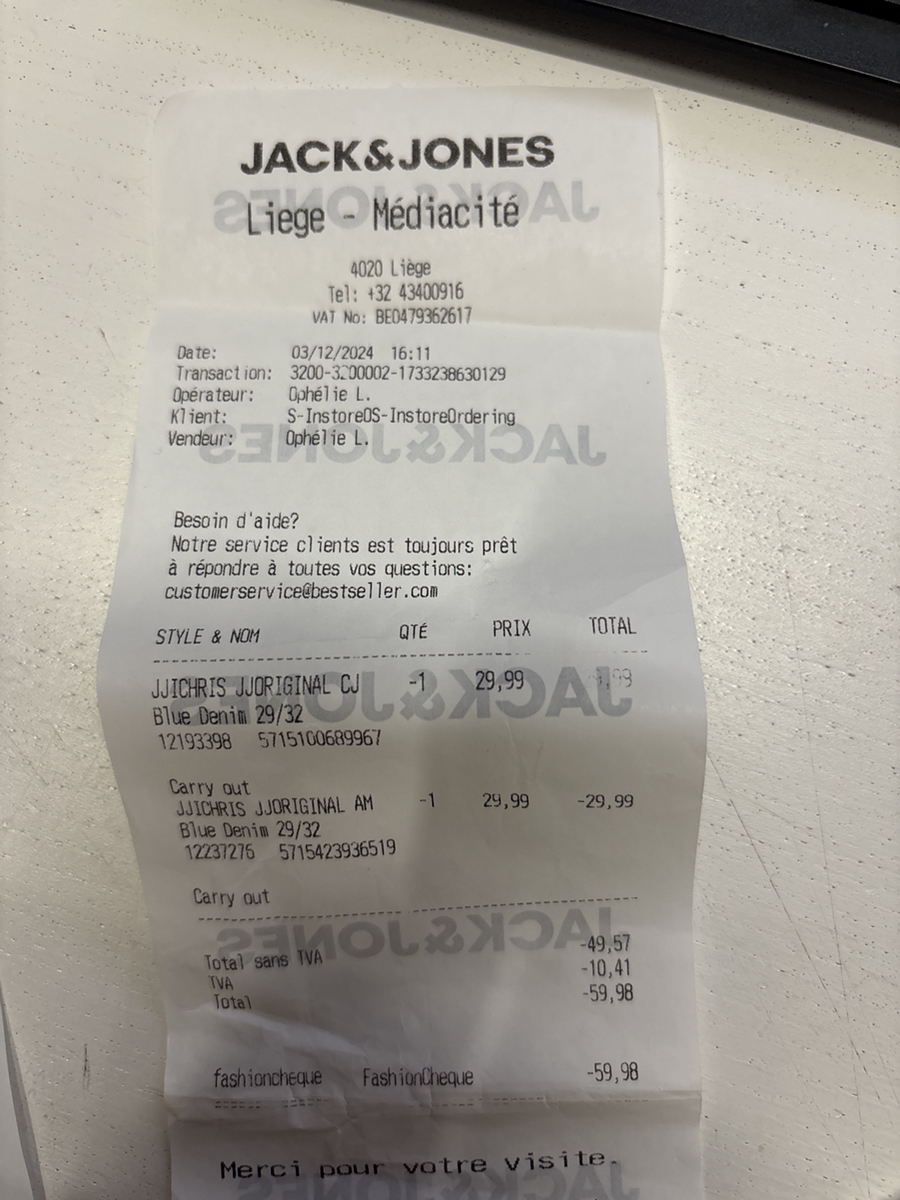 JACK&JONES
Liege - Médiacité
4020 Liège
Tel: +32 43400916
VAT No: BE0479362617
Date: 03/12/2024 16:11
Transaction:
Opérateur: Ophélie L.
Klient: S-InstoreOS-InstoreOrdering
Vendeur: Ophélie L.
Besoin d'aide?
Notre service clients est toujours prêt
à répondre à toutes vos questions:
customerservice@bestseller.com
STYLE & NOM QTÉ PRIX TOTAL
JJICHRIS JJORIGINAL CJ -1 29,99
Blue Denim 29/32
12193398 5715100689967
Carry out
JJICHRIS JJORIGINAL AM -1 29,99 -29,99
Blue Denim 29/32
12237276 5715423936519
Carry out
Total sans TVA -49,57
TVA -10,41
Total -59,98
fashioncheque FashionCheque -59,98
Merci pour votre visite.